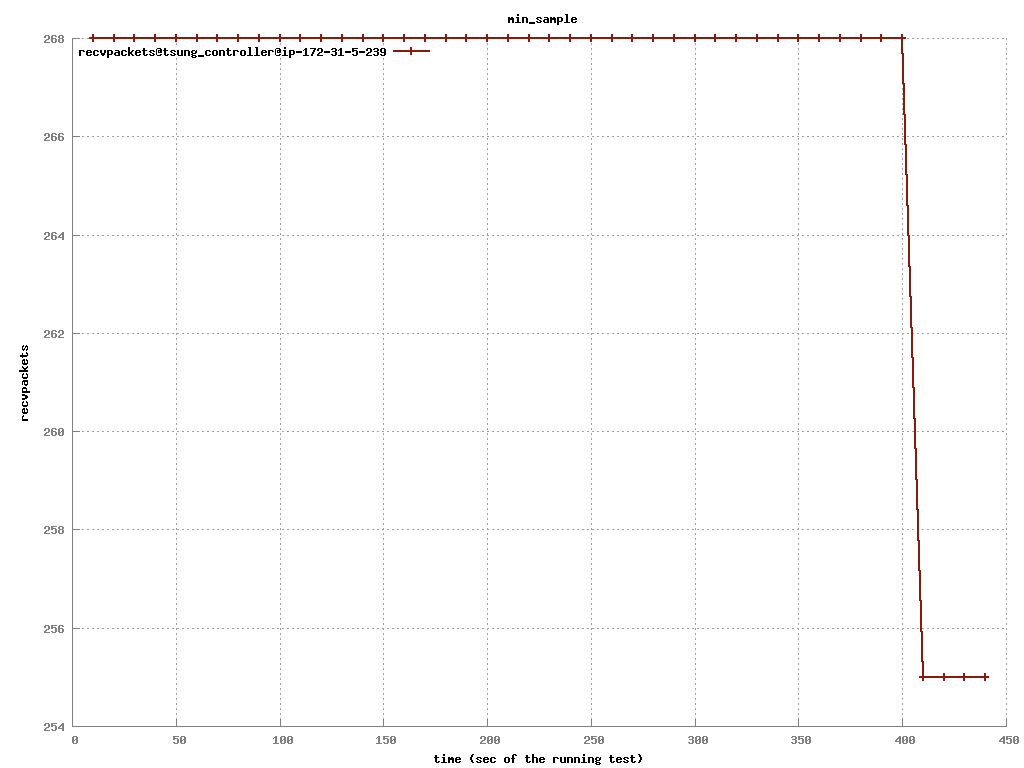 min_sample
268
recvpackets@tsung_controller@ip-172-31-5-239
266
264
262
260
258
256
254
recvpackets
0 50 100 150 200 250 300 350 400 450
time (sec of the running test)